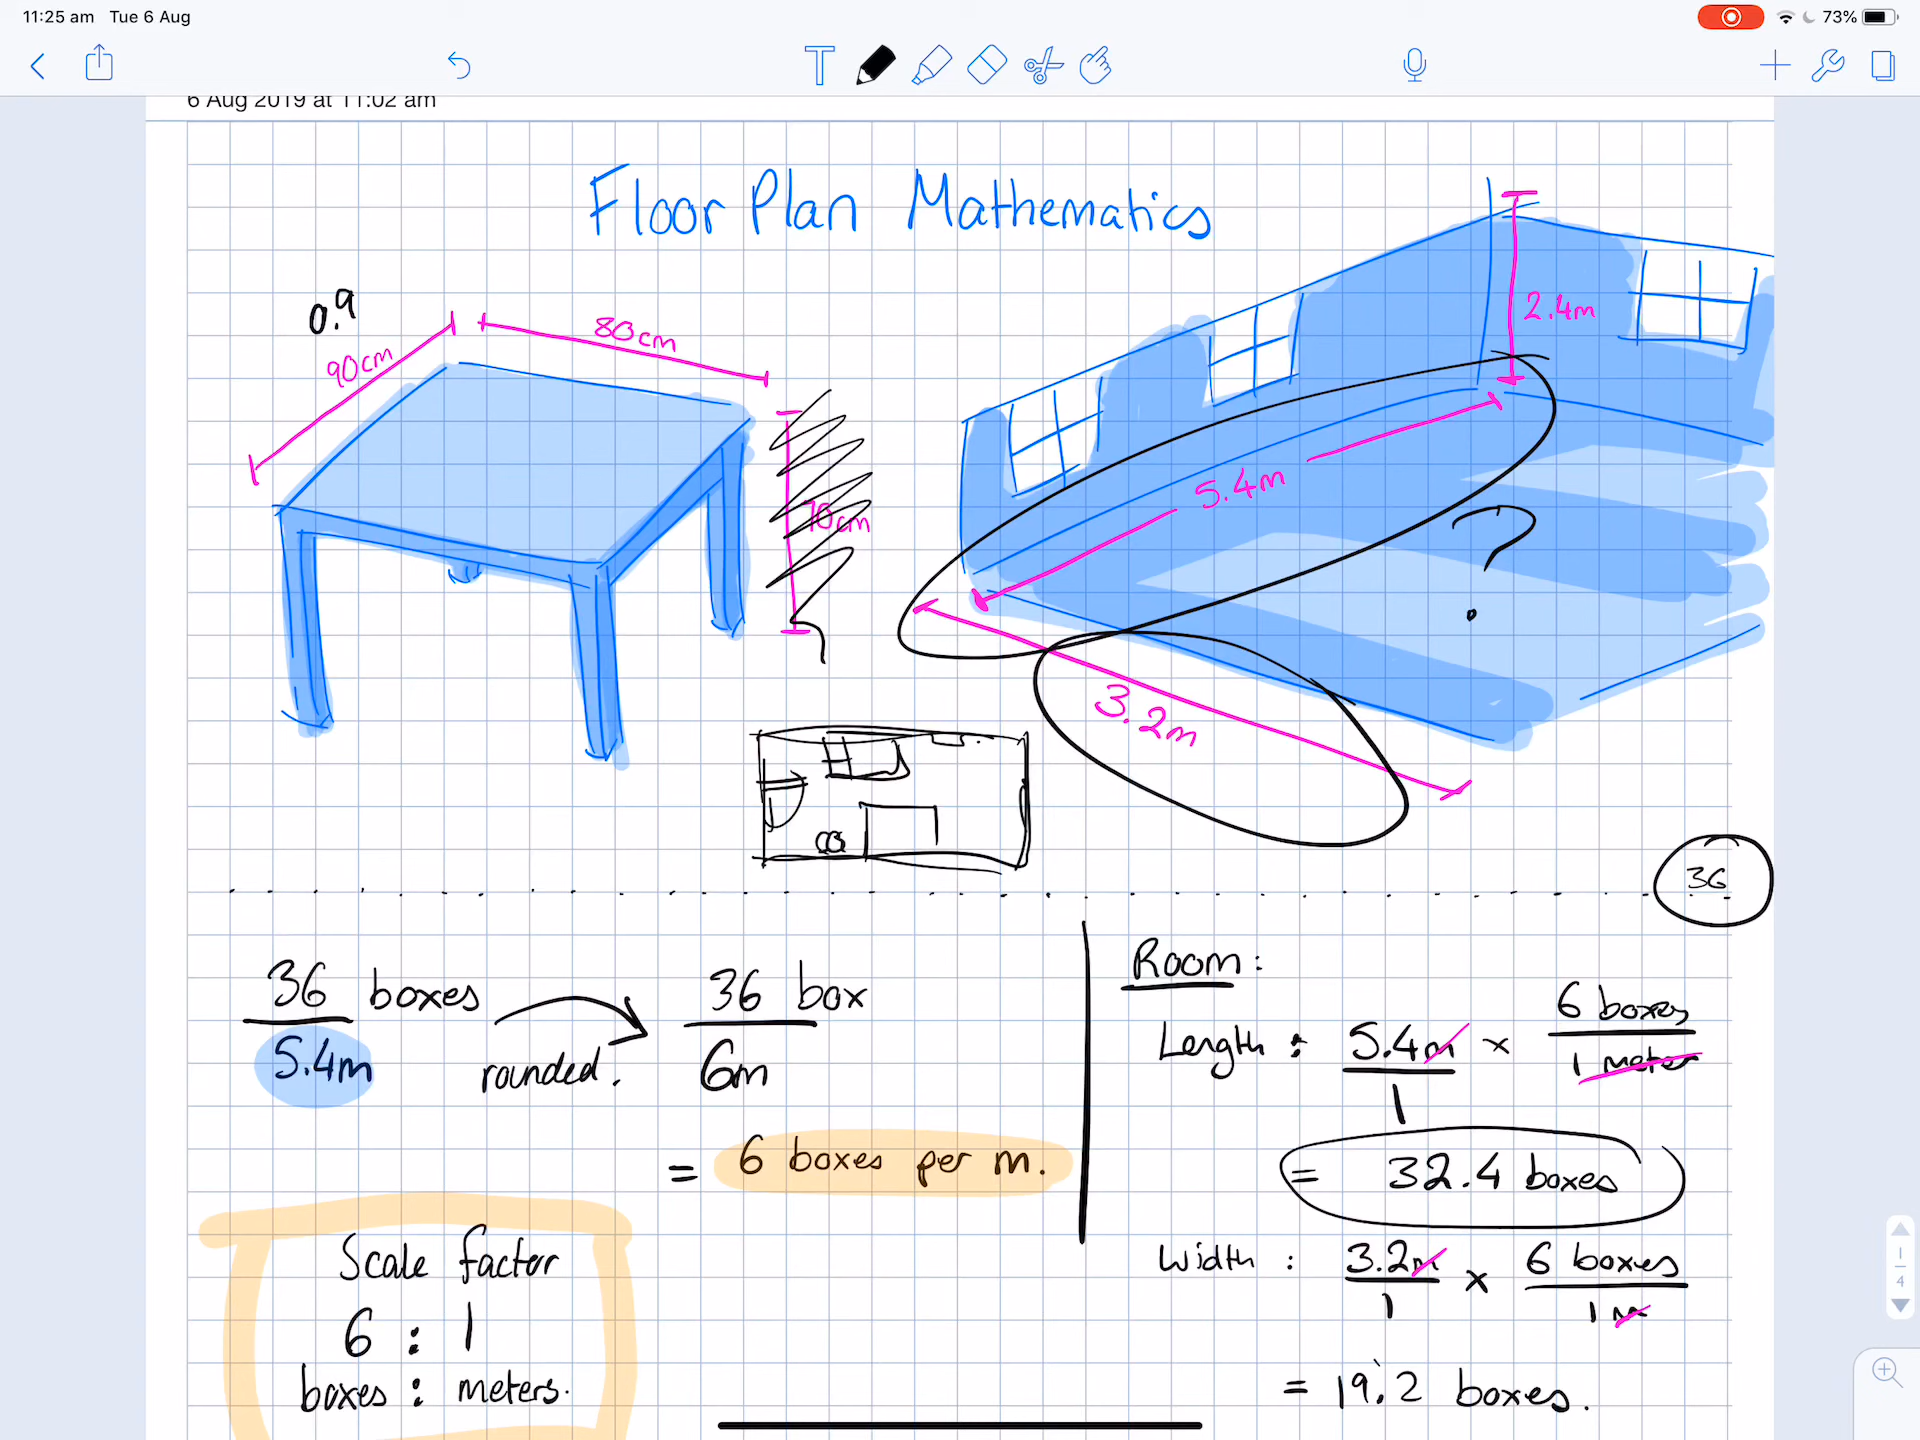 11:25 am Tue 6 Aug
73%
6 Aug 2019 at 11:02 am
Floor Plan Mathematics
0.9
90cm
80cm
70cm
2.4m
5.4m
?
3.2m
36
36 boxes
5.4m
rounded.
36 box
6m
= 6 boxes per m.
Scale factor
6 : 1
boxes : meters.
Room:
Length : 5.4m × 6 boxes
1 1 meter
= 32.4 boxes
Width : 3.2m × 6 boxes
1 1 m
= 19.2 boxes.
1
4